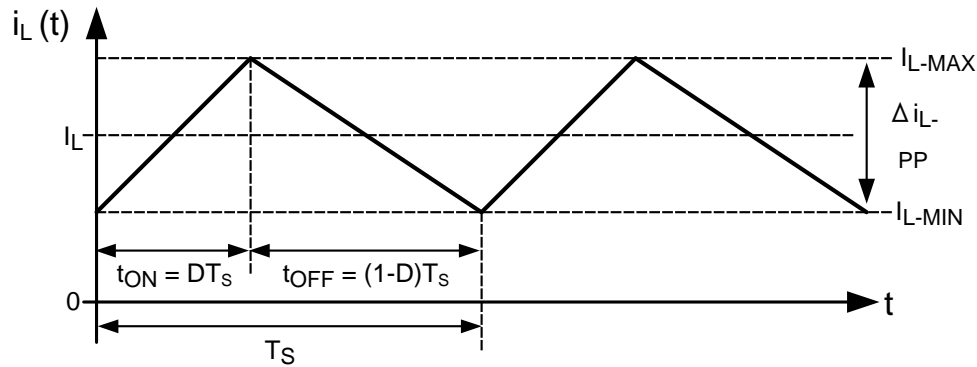 iL (t)
IL-MAX
Δ iL-
PP
IL
IL-MIN
tON = DTS
tOFF = (1-D)TS
0
t
TS